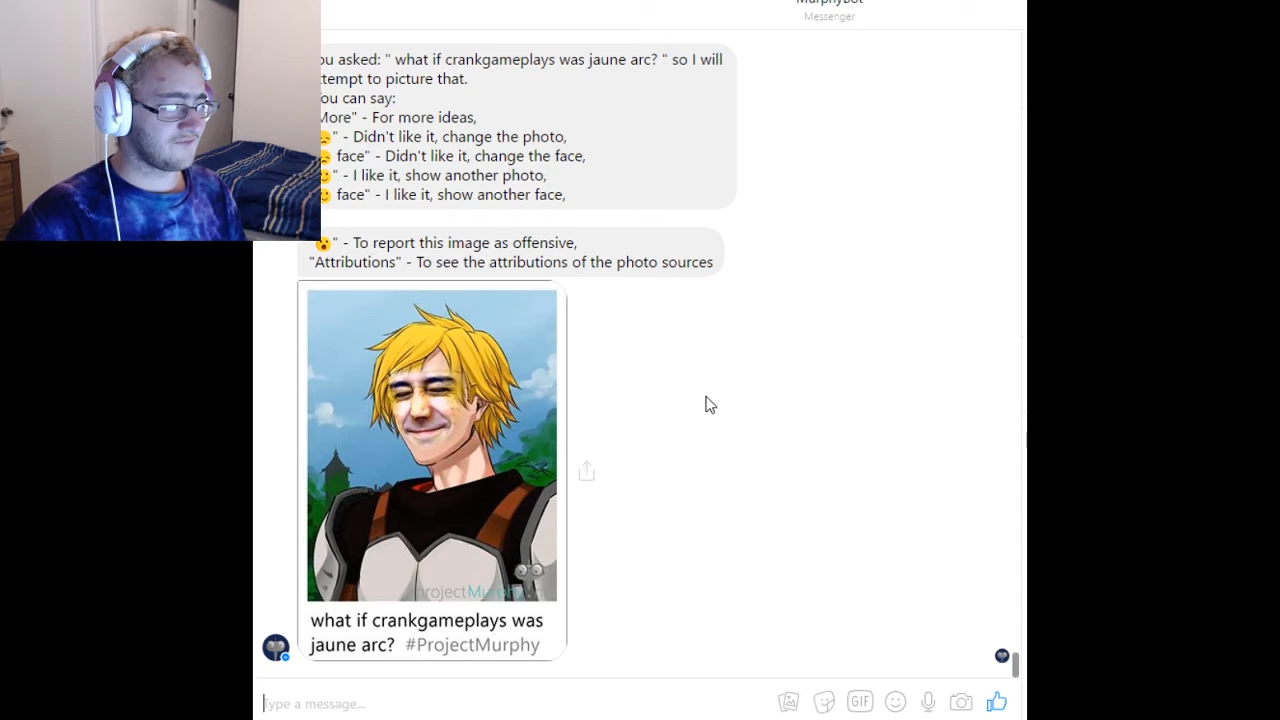 MurphyBot
Messenger
ou asked: " what if crankgameplays was jaune arc? " so I will
ttempt to picture that.
ou can say:
More" - For more ideas,
" - Didn't like it, change the photo,
face" - Didn't like it, change the face,
" - I like it, show another photo,
face" - I like it, show another face,
" - To report this image as offensive,
"Attributions" - To see the attributions of the photo sources
rojectMurphy
what if crankgameplays was
jaune arc? #ProjectMurphy
Type a message...
GIF